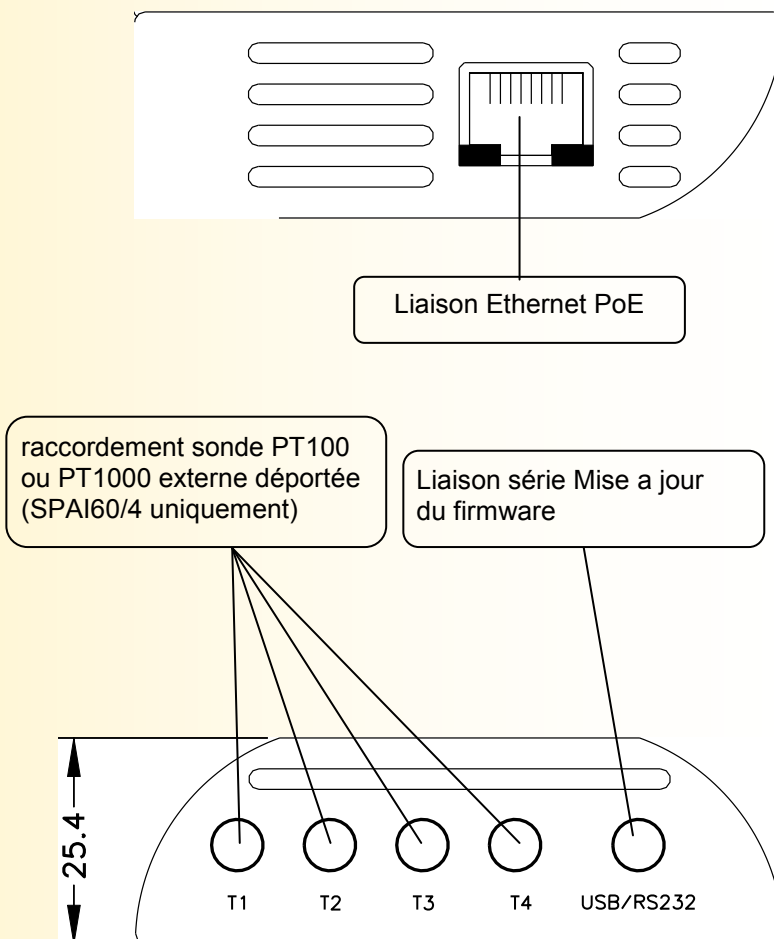 Liaison Ethernet PoE
raccordement sonde PT100
ou PT1000 externe déportée
(SPAI60/4 uniquement)
Liaison série Mise a jour
du firmware
25.4
T1 T2 T3 T4 USB/RS232